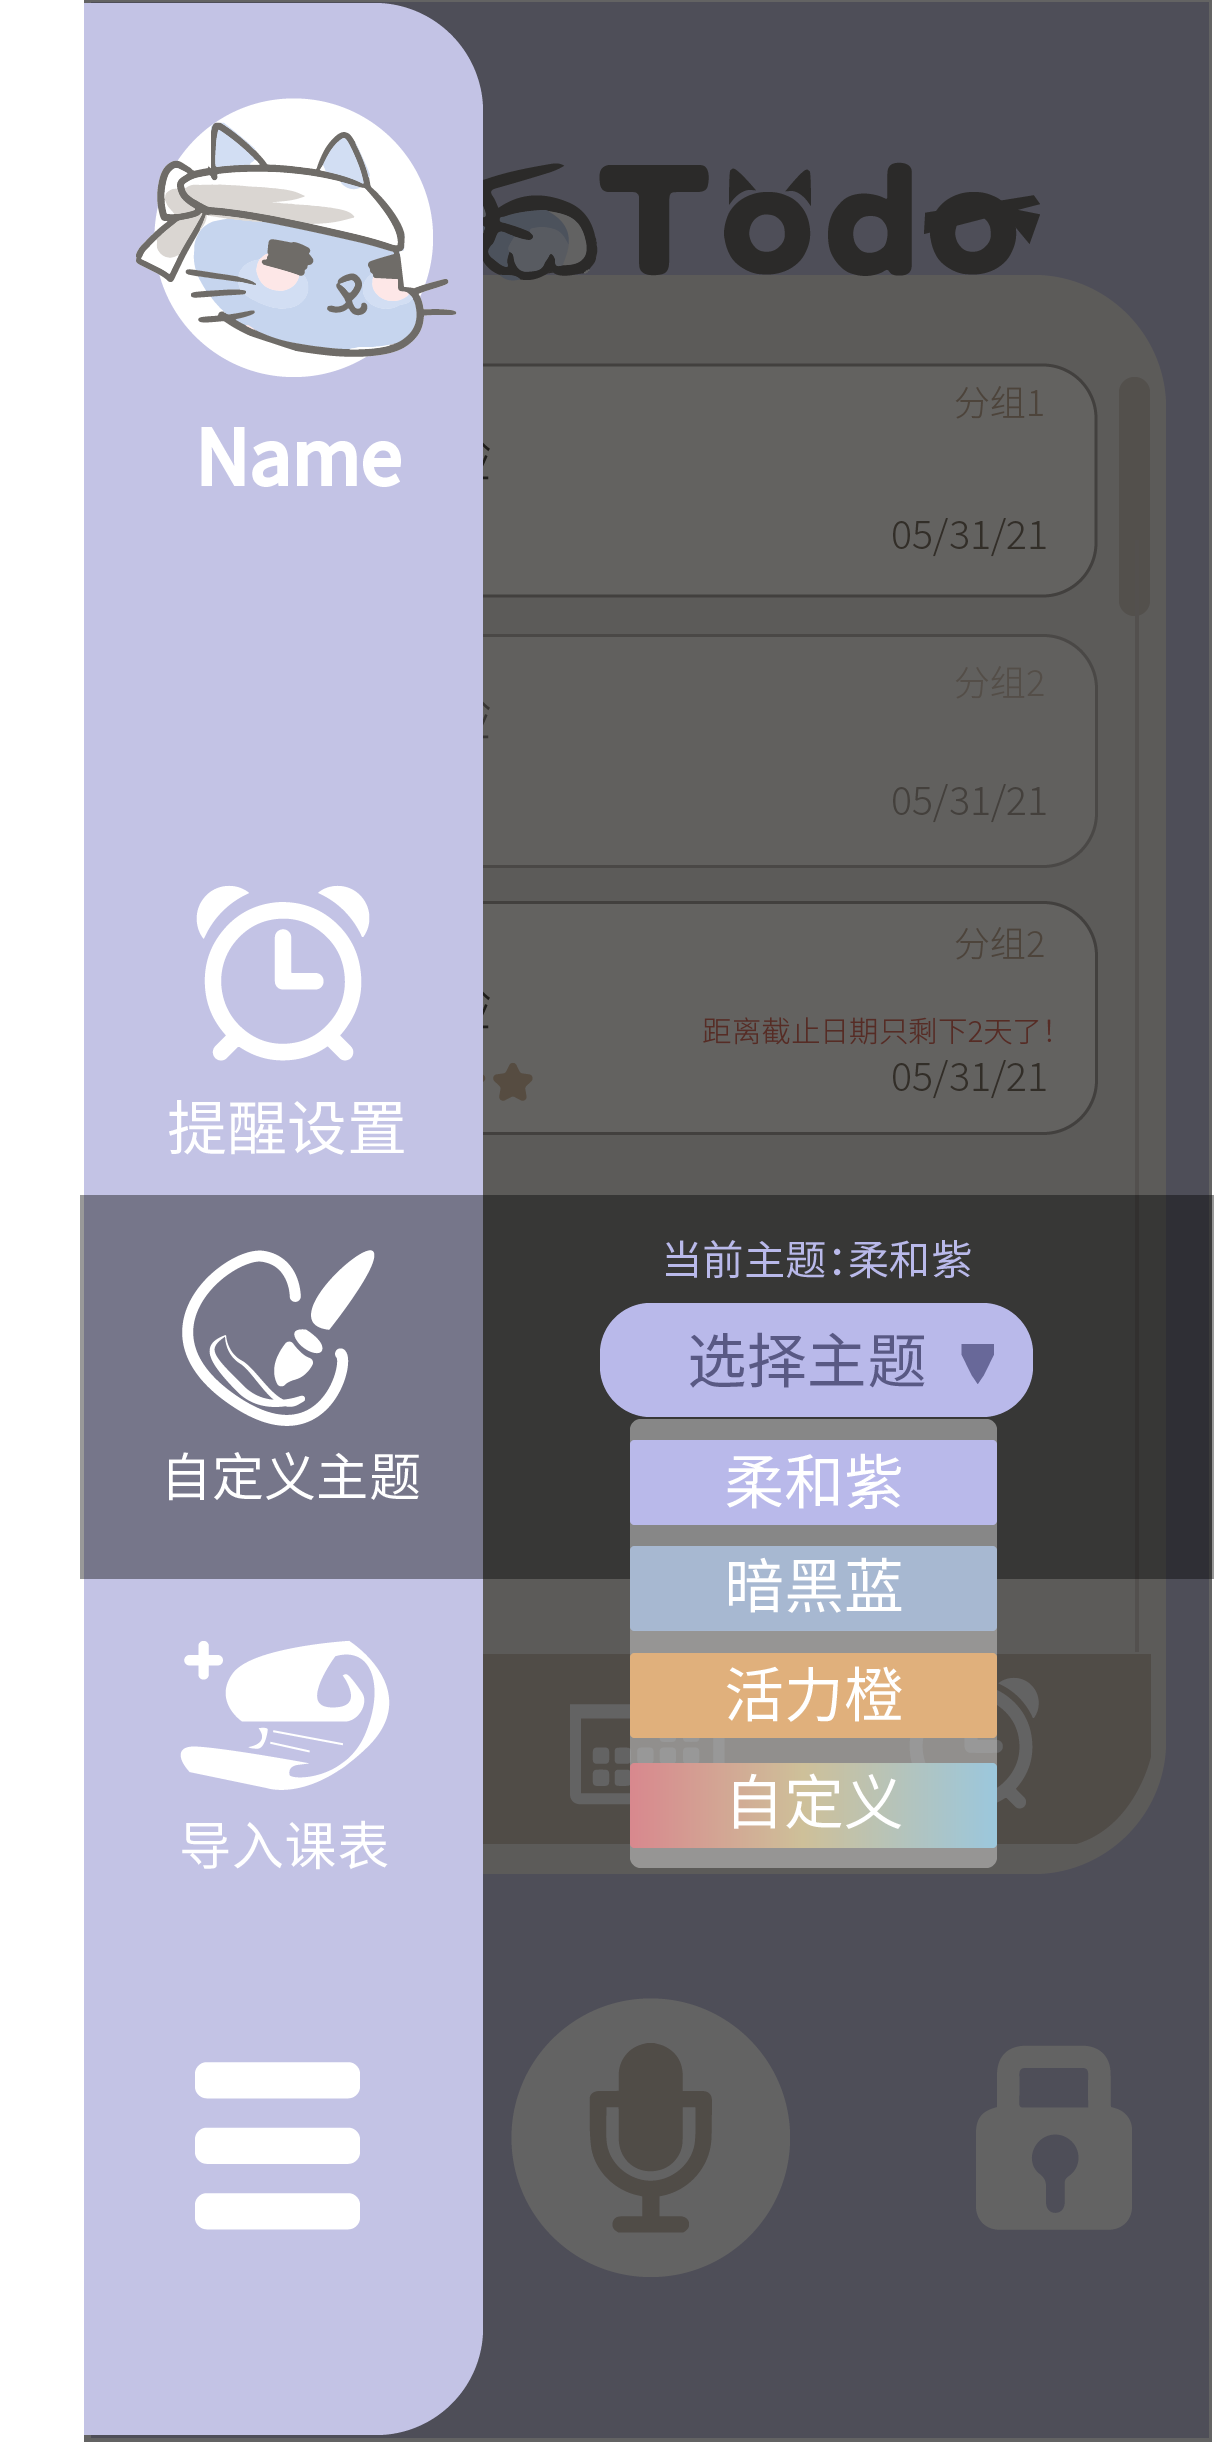 Todo
Name
分组1
05/31/21
分组2
05/31/21
分组2
距离截止日期只剩下2天了!
05/31/21
提醒设置
当前主题:柔和紫
选择主题
自定义主题
柔和紫
暗黑蓝
活力橙
自定义
导入课表